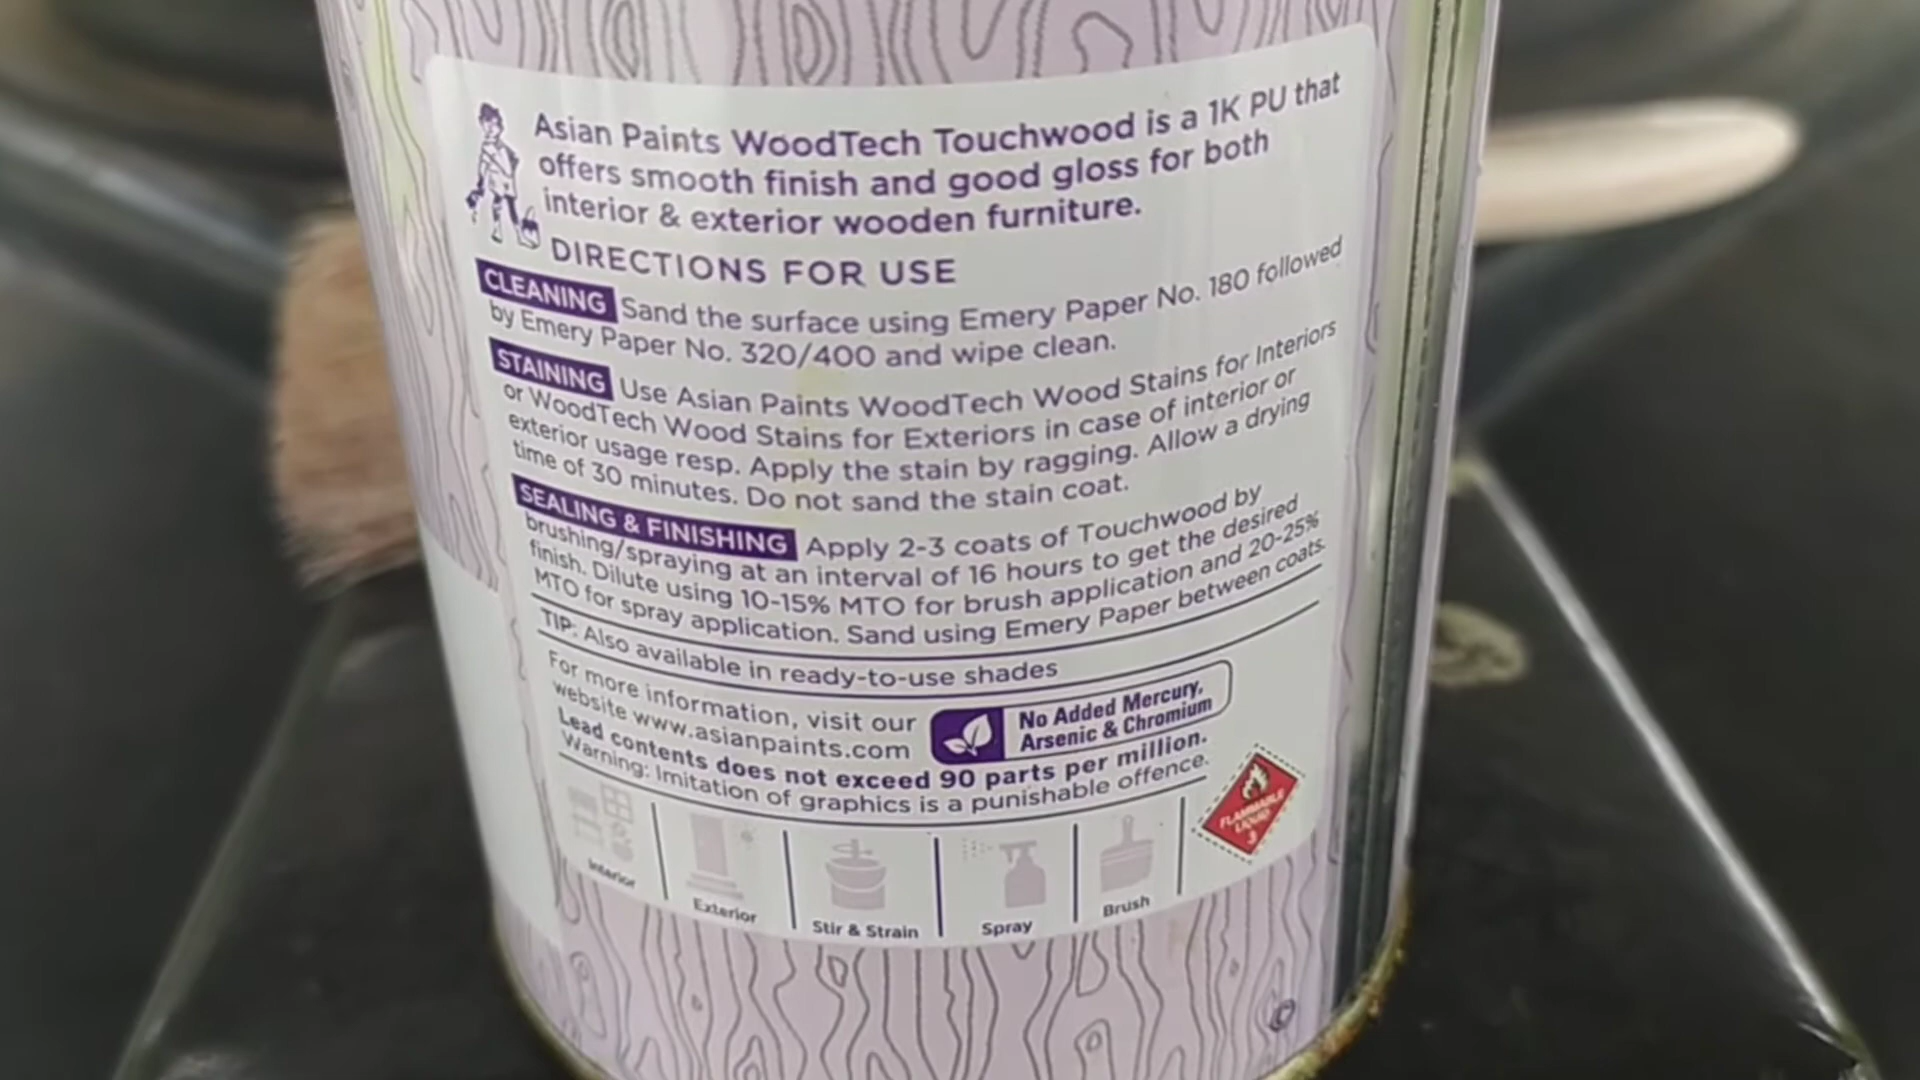 Asian Paints WoodTech Touchwood is a 1K PU that
offers smooth finish and good gloss for both
interior & exterior wooden furniture.
DIRECTIONS FOR USE
CLEANING Sand the surface using Emery Paper No. 180 followed
by Emery Paper No. 320/400 and wipe clean.
STAINING Use Asian Paints WoodTech Wood Stains for Interiors
or WoodTech Wood Stains for Exteriors in case of interior or
exterior usage resp. Apply the stain by ragging. Allow a drying
time of 30 minutes. Do not sand the stain coat.
SEALING & FINISHING Apply 2-3 coats of Touchwood by
brushing/spraying at an interval of 16 hours to get the desired
finish. Dilute using 10-15% MTO for brush application and 20-25%
MTO for spray application. Sand using Emery Paper between coats.
TIP: Also available in ready-to-use shades
For more information, visit our
website www.asianpaints.com
No Added Mercury,
Arsenic & Chromium
Lead contents does not exceed 90 parts per million.
Warning: Imitation of graphics is a punishable offence.
FLAMMABLE
LIQUID
3
Interior
Exterior
Stir & Strain
Spray
Brush
©